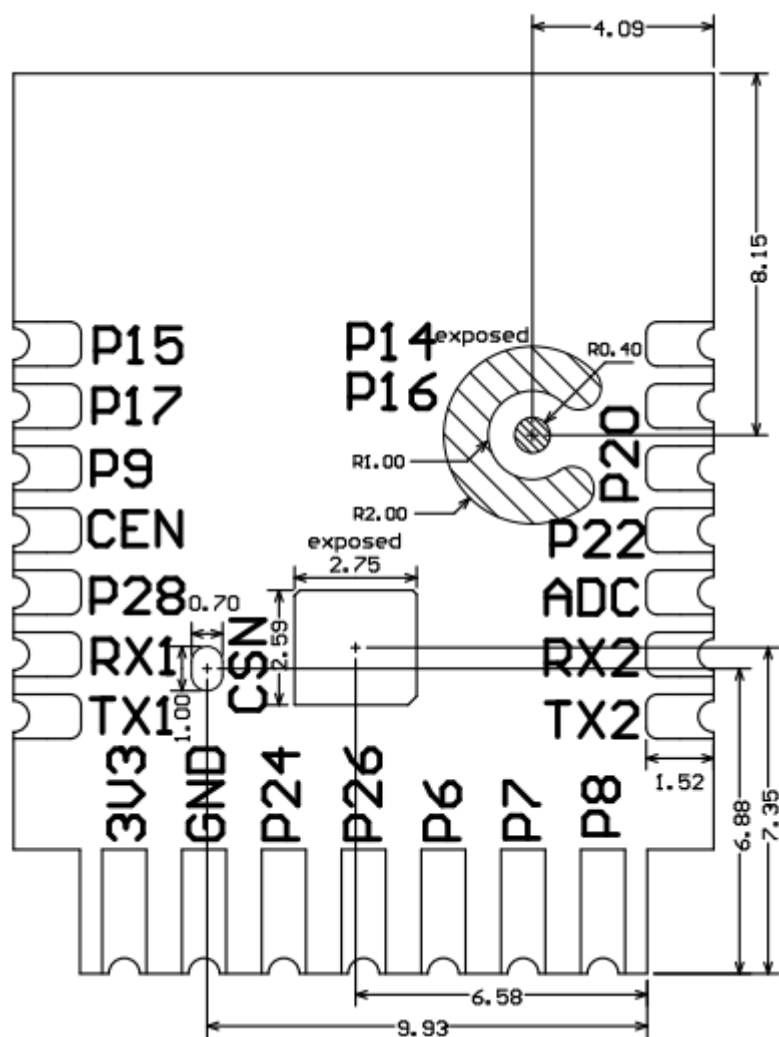 4.09
8.15
P15
P14
exposed
R0.40
P17
P16
P20
P9
R1.00
CEN
R2.00
P22
exposed
2.75
P28
0.70
ADC
2.59
CSN
RX1
RX2
1.00
TX1
TX2
1.52
7.35
6.88
3V3
GND
P24
P26
P6
P7
P8
6.58
9.93